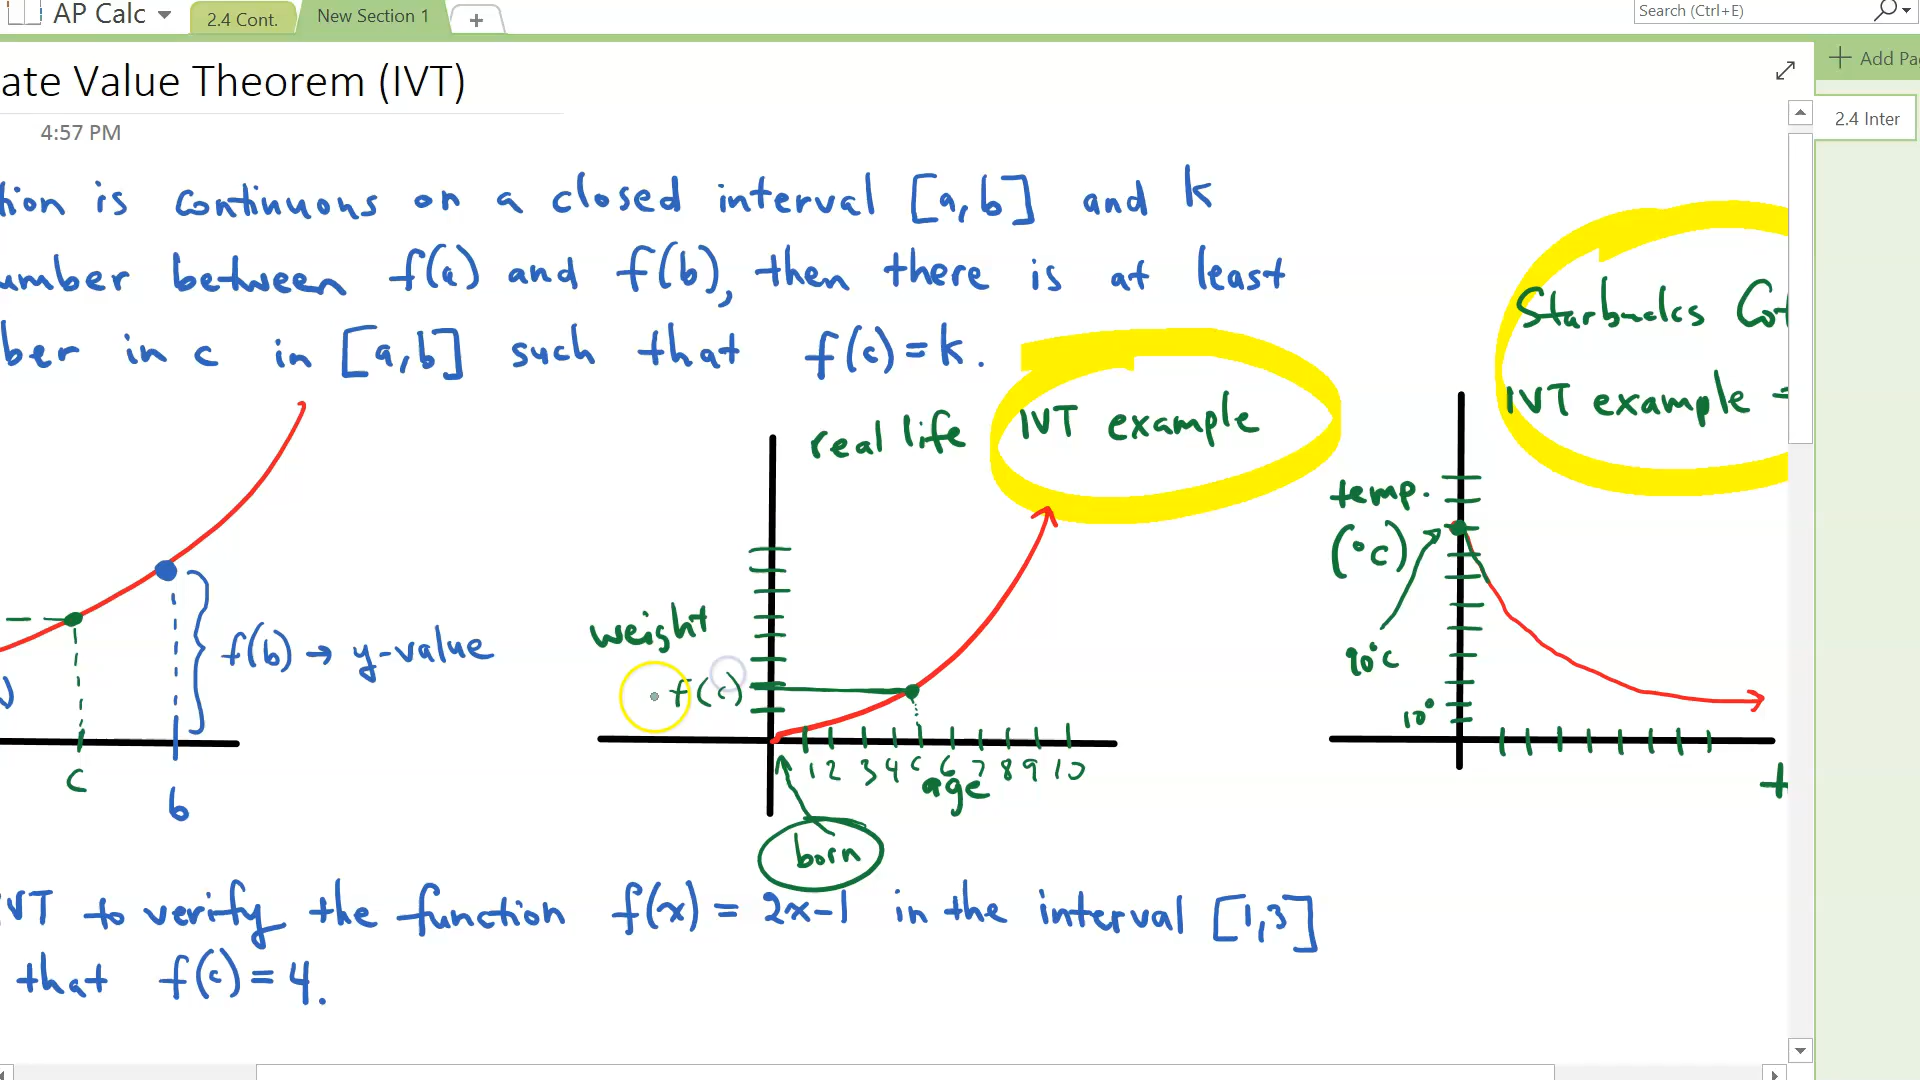 AP Calc
2.4 Cont.
New Section 1
Search (Ctrl+E)
Add Pa
2.4 Inter
ate Value Theorem (IVT)
4:57 PM
tion is continuous on a closed interval [a,b] and k
umber between f(a) and f(b), then there is at least
ber in c in [a,b] such that f(c)=k.
real life IVT example
Starbucks Cof
IVT example
temp.
(°C)
90°C
10°
weight
f(c)
f(b) → y-value
c
b
1 2 3 4 c 6 7 8 9 10
age
born
t
IVT to verify the function f(x) = 2x-1 in the interval [1,3]
that f(c)=4.